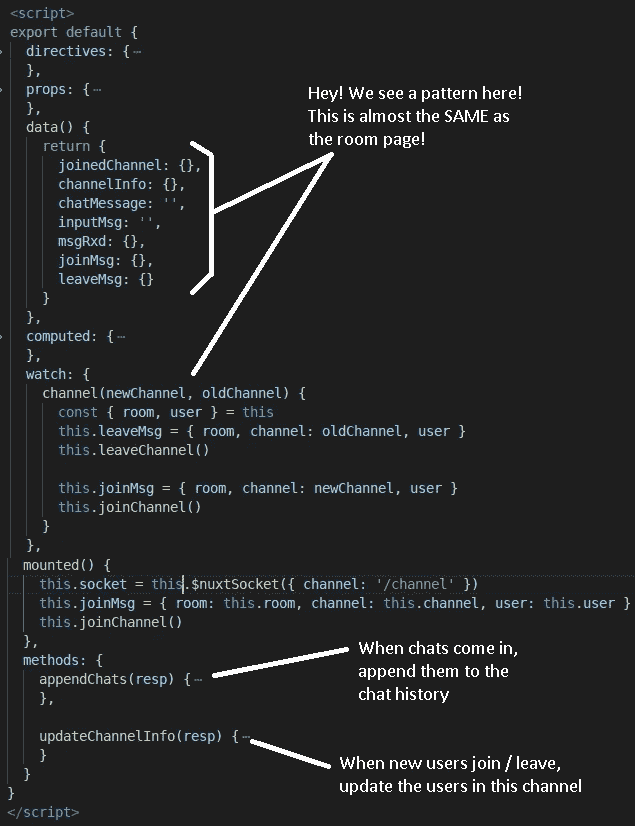 <script>
export default {
directives: {⋯
},
props: {⋯
},
Hey! We see a pattern here!
This is almost the SAME as
the room page!
data() {
return {
joinedChannel: {},
channelInfo: {},
chatMessage: '',
inputMsg: '',
msgRxd: {},
joinMsg: {},
leaveMsg: {}
}
},
computed: {⋯
},
watch: {
channel(newChannel, oldChannel) {
const { room, user } = this
this.leaveMsg = { room, channel: oldChannel, user }
this.leaveChannel()
this.joinMsg = { room, channel: newChannel, user }
this.joinChannel()
}
},
mounted() {
this.socket = this.$nuxtSocket({ channel: '/channel' })
this.joinMsg = { room: this.room, channel: this.channel, user: this.user }
this.joinChannel()
},
methods: {
appendChats(resp) {⋯
},
When chats come in,
append them to the
chat history
updateChannelInfo(resp) {⋯
}
When new users join / leave,
update the users in this channel
}
}
</script>